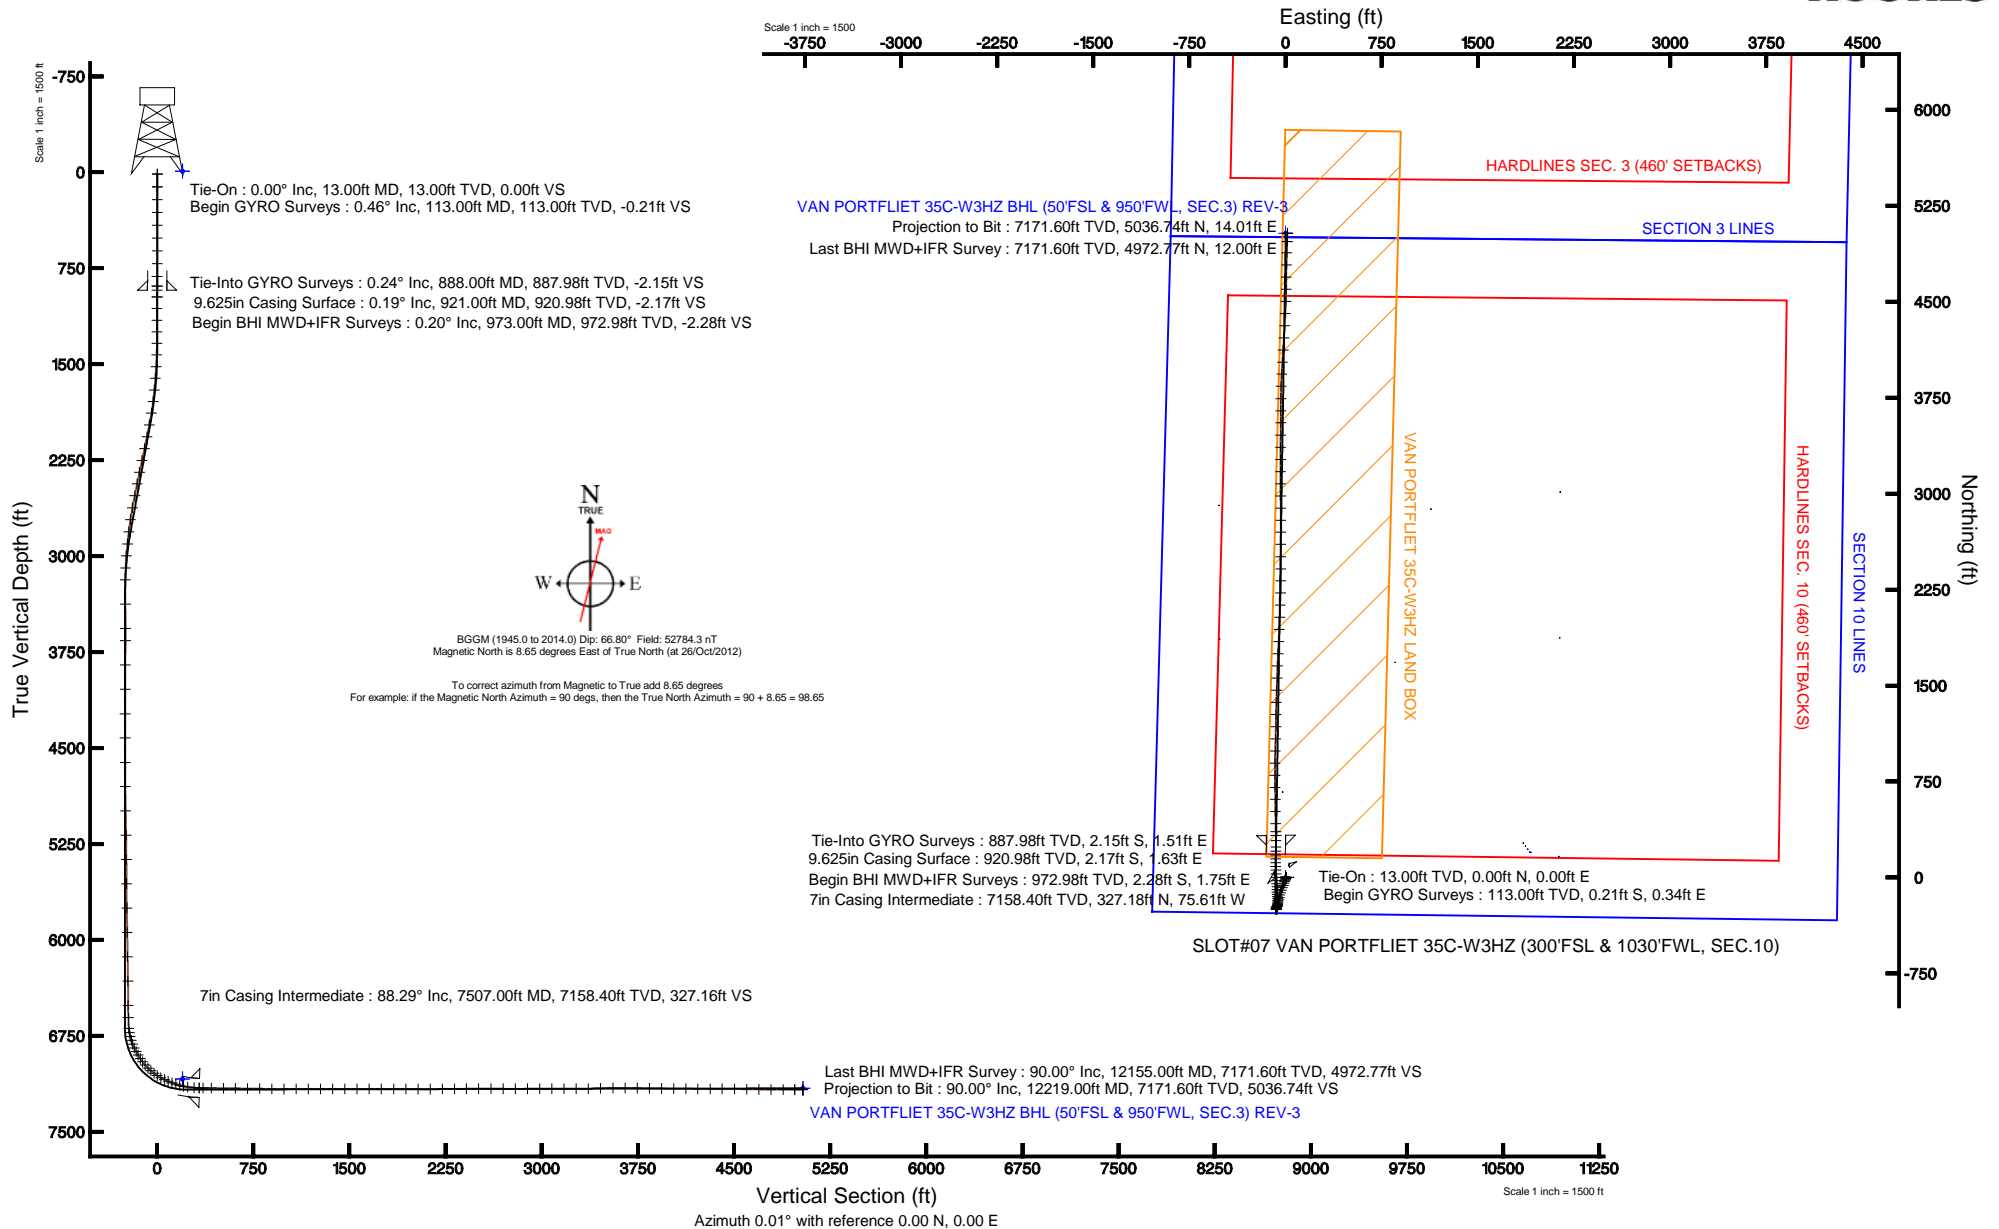 Easting (ft)
Scale 1 inch = 1500
-3750 -3000 -2250 -1500 -750 0 750 1500 2250 3000 3750 4500
Scale 1 inch = 1500 ft
-750
0
750
1500
2250
3000
3750
4500
5250
6000
6750
7500
True Vertical Depth (ft)
Tie-On : 0.00° Inc, 13.00ft MD, 13.00ft TVD, 0.00ft VS
Begin GYRO Surveys : 0.46° Inc, 113.00ft MD, 113.00ft TVD, -0.21ft VS
Tie-Into GYRO Surveys : 0.24° Inc, 888.00ft MD, 887.98ft TVD, -2.15ft VS
9.625in Casing Surface : 0.19° Inc, 921.00ft MD, 920.98ft TVD, -2.17ft VS
Begin BHI MWD+IFR Surveys : 0.20° Inc, 973.00ft MD, 972.98ft TVD, -2.28ft VS
N
TRUE
MAG
W E
BGGM (1945.0 to 2014.0) Dip: 66.80° Field: 52784.3 nT
Magnetic North is 8.65 degrees East of True North (at 26/Oct/2012)
To correct azimuth from Magnetic to True add 8.65 degrees
For example: if the Magnetic North Azimuth = 90 degs, then the True North Azimuth = 90 + 8.65 = 98.65
7in Casing Intermediate : 88.29° Inc, 7507.00ft MD, 7158.40ft TVD, 327.16ft VS
Last BHI MWD+IFR Survey : 90.00° Inc, 12155.00ft MD, 7171.60ft TVD, 4972.77ft VS
Projection to Bit : 90.00° Inc, 12219.00ft MD, 7171.60ft TVD, 5036.74ft VS
VAN PORTFLIET 35C-W3HZ BHL (50'FSL & 950'FWL, SEC.3) REV-3
0 750 1500 2250 3000 3750 4500 5250 6000 6750 7500 8250 9000 9750 10500 11250
Vertical Section (ft)
Scale 1 inch = 1500 ft
Azimuth 0.01° with reference 0.00 N, 0.00 E
HARDLINES SEC. 3 (460' SETBACKS)
VAN PORTFLIET 35C-W3HZ BHL (50'FSL & 950'FWL, SEC.3) REV-3
Projection to Bit : 7171.60ft TVD, 5036.74ft N, 14.01ft E
SECTION 3 LINES
Last BHI MWD+IFR Survey : 7171.60ft TVD, 4972.77ft N, 12.00ft E
VAN PORTFLIET 35C-W3HZ LAND BOX
HARDLINES SEC. 10 (460' SETBACKS)
SECTION 10 LINES
Tie-Into GYRO Surveys : 887.98ft TVD, 2.15ft S, 1.51ft E
9.625in Casing Surface : 920.98ft TVD, 2.17ft S, 1.63ft E
Begin BHI MWD+IFR Surveys : 972.98ft TVD, 2.28ft S, 1.75ft E
7in Casing Intermediate : 7158.40ft TVD, 327.18ft N, 75.61ft W
Tie-On : 13.00ft TVD, 0.00ft N, 0.00ft E
Begin GYRO Surveys : 113.00ft TVD, 0.21ft S, 0.34ft E
SLOT#07 VAN PORTFLIET 35C-W3HZ (300'FSL & 1030'FWL, SEC.10)
6000
5250
4500
3750
3000
2250
1500
750
0
-750
Northing (ft)